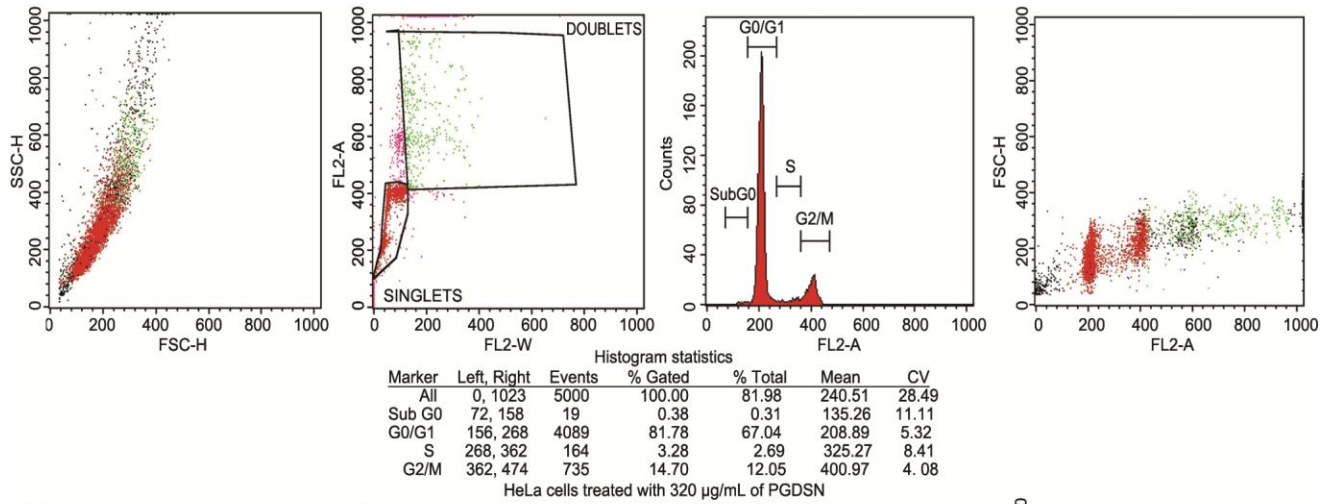 1000
800
600
400
200
0
SSC-H
0 200 400 600 800 1000
FSC-H
1000
800
600
400
200
0
FL2-A
DOUBLETS
SINGLETS
0 200 400 600 800 1000
FL2-W
200
160
120
80
40
0
Counts
G0/G1
S
SubG0
G2/M
0 200 400 600 800 1000
FL2-A
1000
800
600
400
200
0
FSC-H
0 200 400 600 800 1000
FL2-A
Histogram statistics
Marker Left, Right Events % Gated % Total Mean CV
All 0, 1023 5000 100.00 81.98 240.51 28.49
Sub G0 72, 158 19 0.38 0.31 135.26 11.11
G0/G1 156, 268 4089 81.78 67.04 208.89 5.32
S 268, 362 164 3.28 2.69 325.27 8.41
G2/M 362, 474 735 14.70 12.05 400.97 4. 08
HeLa cells treated with 320 µg/mL of PGDSN